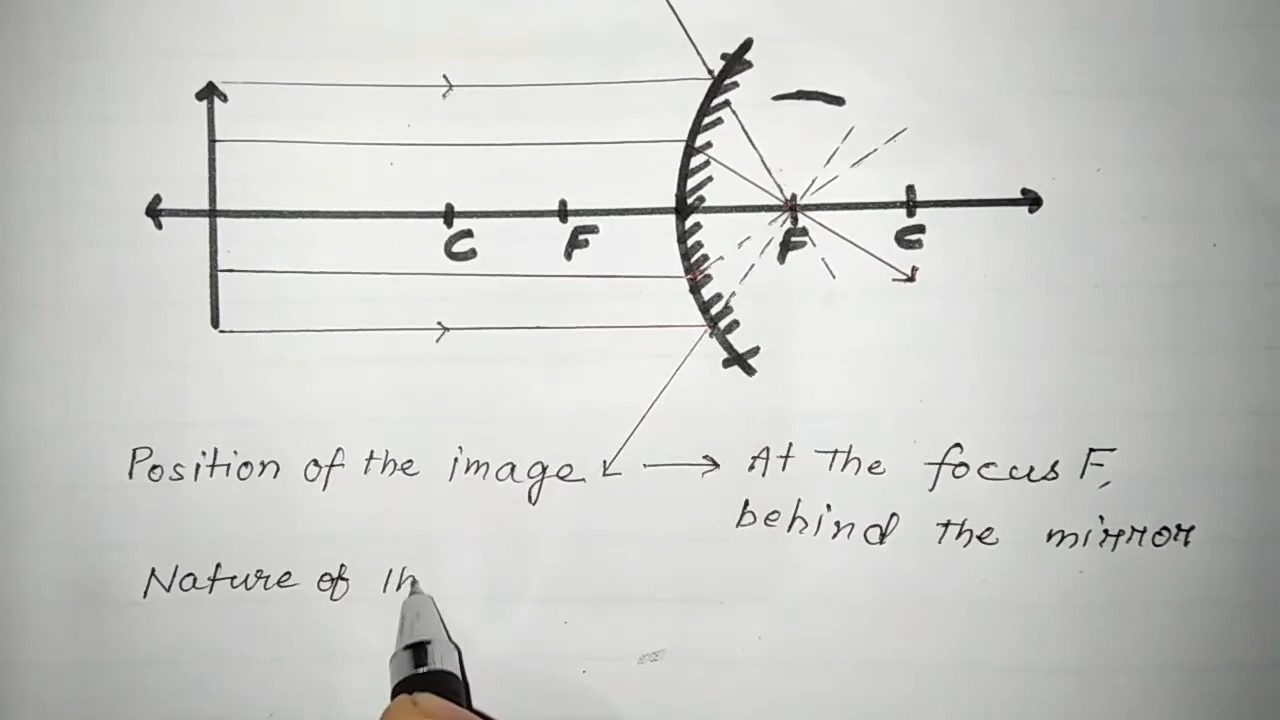 C F F C
Position of the image → At the focus F,
behind the mirror
Nature of th